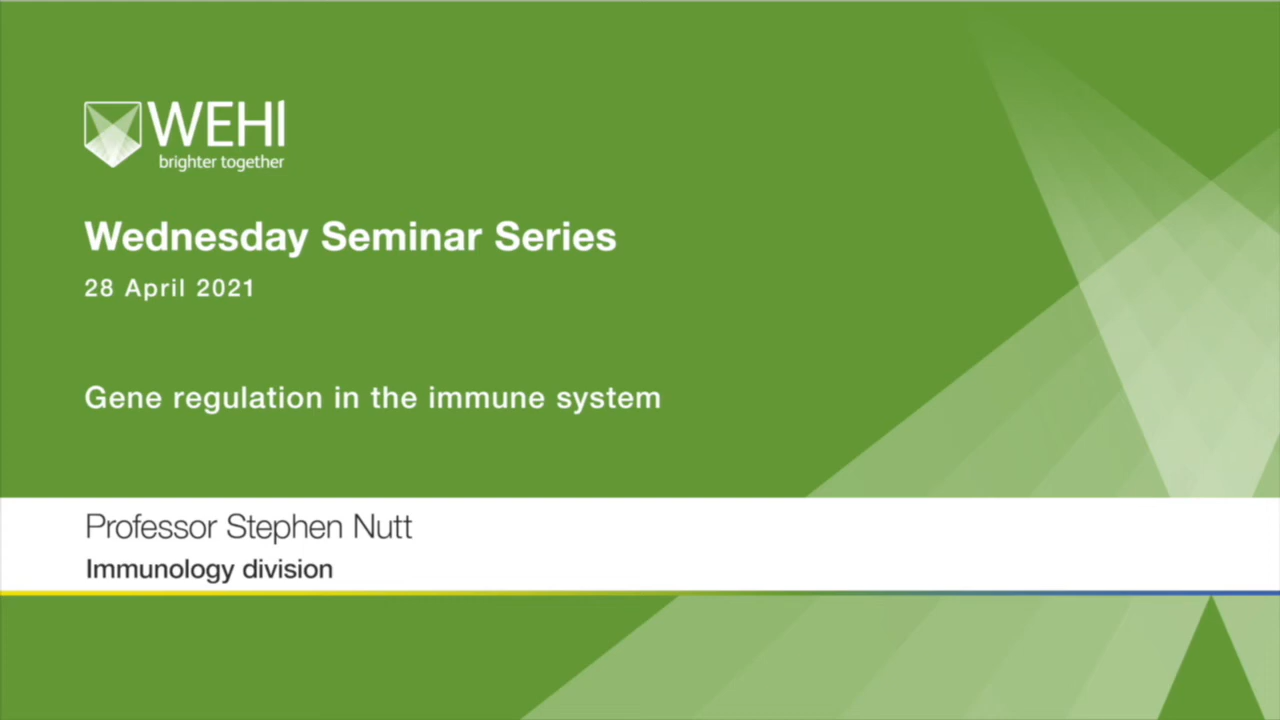 WEHI
brighter together
Wednesday Seminar Series
28 April 2021
Gene regulation in the immune system
Professor Stephen Nutt
Immunology division